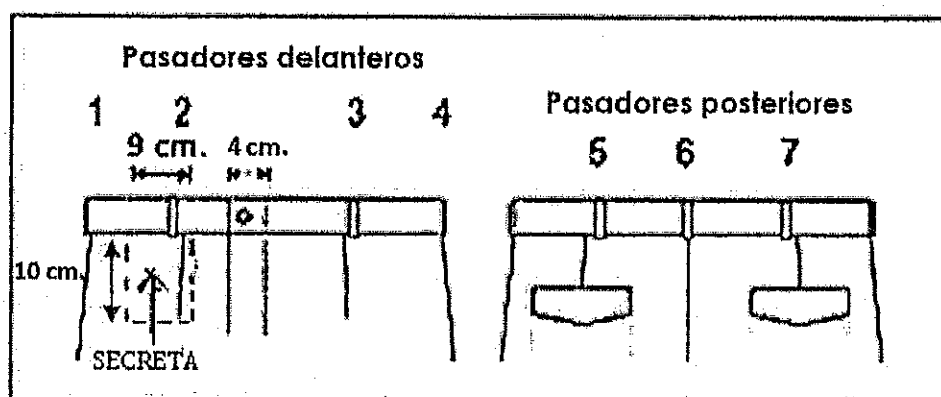 Pasadores delanteros
1 2 3 4
9 cm. 4 cm.
10 cm.
SECRETA
Pasadores posteriores
5 6 7